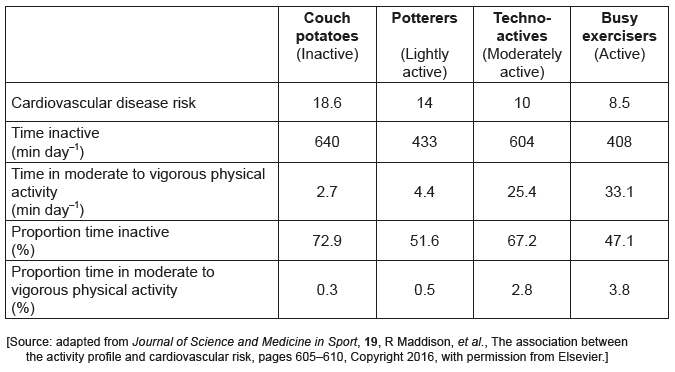 Couch potatoes (Inactive)
Potterers (Lightly active)
Techno-actives (Moderately active)
Busy exercisers (Active)
Cardiovascular disease risk 18.6 14 10 8.5
Time inactive (min day⁻¹) 640 433 604 408
Time in moderate to vigorous physical activity (min day⁻¹) 2.7 4.4 25.4 33.1
Proportion time inactive (%) 72.9 51.6 67.2 47.1
Proportion time in moderate to vigorous physical activity (%) 0.3 0.5 2.8 3.8
[Source: adapted from Journal of Science and Medicine in Sport, 19, R Maddison, et al., The association between
the activity profile and cardiovascular risk, pages 605–610, Copyright 2016, with permission from Elsevier.]